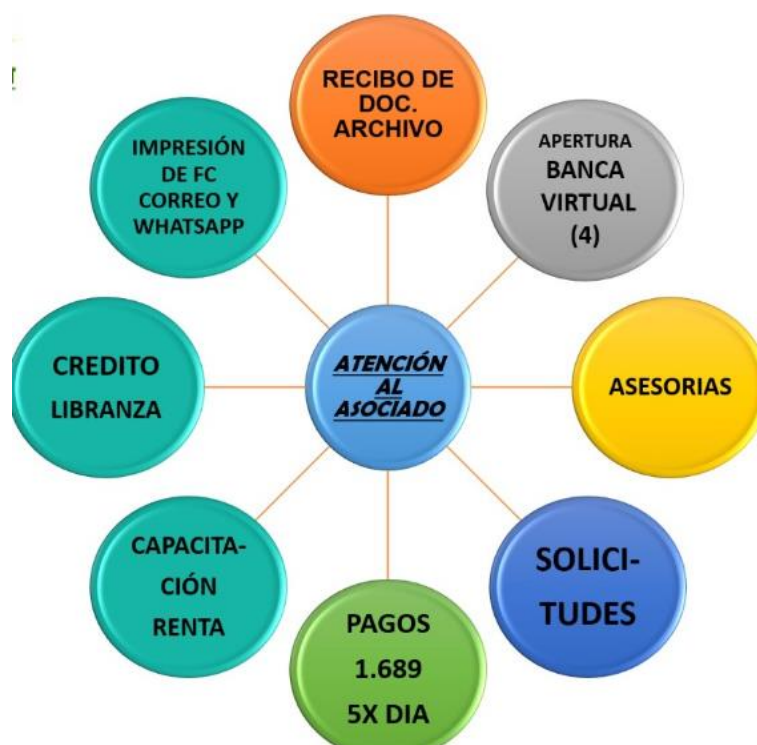 RECIBO DE
DOC.
ARCHIVO
APERTURA
BANCA
VIRTUAL
(4)
ASESORIAS
SOLICI-
TUDES
PAGOS
1.689
5X DIA
CAPACITA-
CIÓN
RENTA
CREDITO
LIBRANZA
IMPRESIÓN
DE FC
CORREO Y
WHATSAPP
ATENCIÓN
AL
ASOCIADO